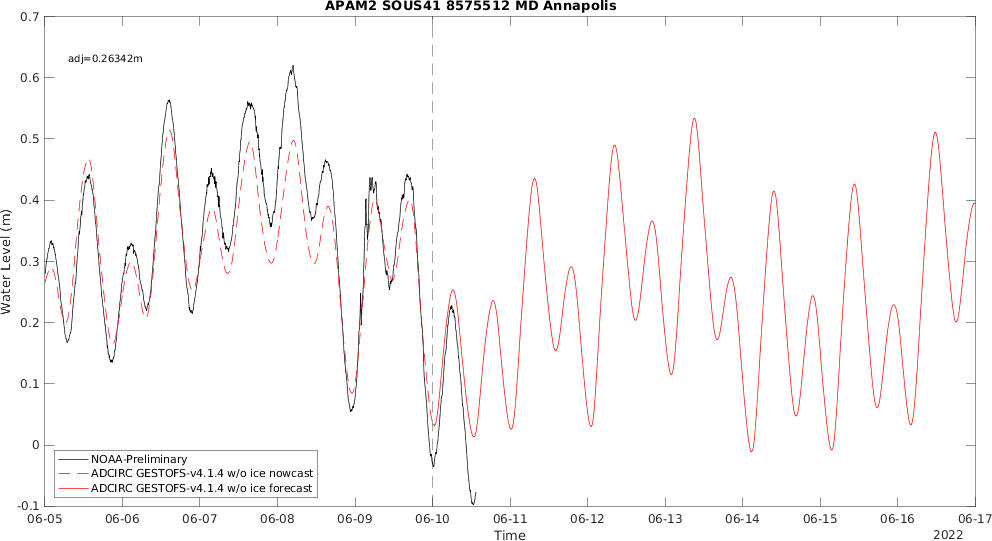 APAM2 SOUS41 8575512 MD Annapolis
adj=0.26342m
Water Level (m)
0.7
0.6
0.5
0.4
0.3
0.2
0.1
0
-0.1
NOAA-Preliminary
ADCIRC GESTOFS-v4.1.4 w/o ice nowcast
ADCIRC GESTOFS-v4.1.4 w/o ice forecast
06-05 06-06 06-07 06-08 06-09 06-10 06-11 06-12 06-13 06-14 06-15 06-16 06-17
Time
2022